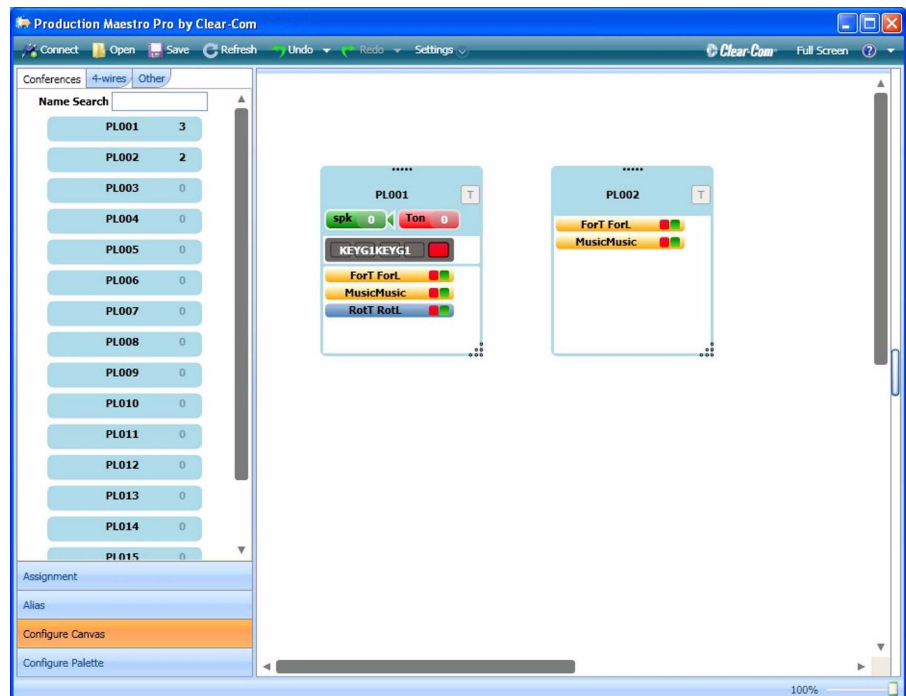 Production Maestro Pro by Clear-Com
Connect Open Save Refresh Undo Redo Settings Clear-Com Full Screen ?
Conferences 4-wires Other
Name Search
PL001 3
PL002 2
PL003 0
PL004 0
PL005 0
PL006 0
PL007 0
PL008 0
PL009 0
PL010 0
PL011 0
PL012 0
PL013 0
PL014 0
PL015 0
Assignment
Alias
Configure Canvas
Configure Palette
PL001 T
spk 0 Ton 0
KEYG1KEYG1
ForT ForL
MusicMusic
RotT RotL
PL002 T
ForT ForL
MusicMusic
100%